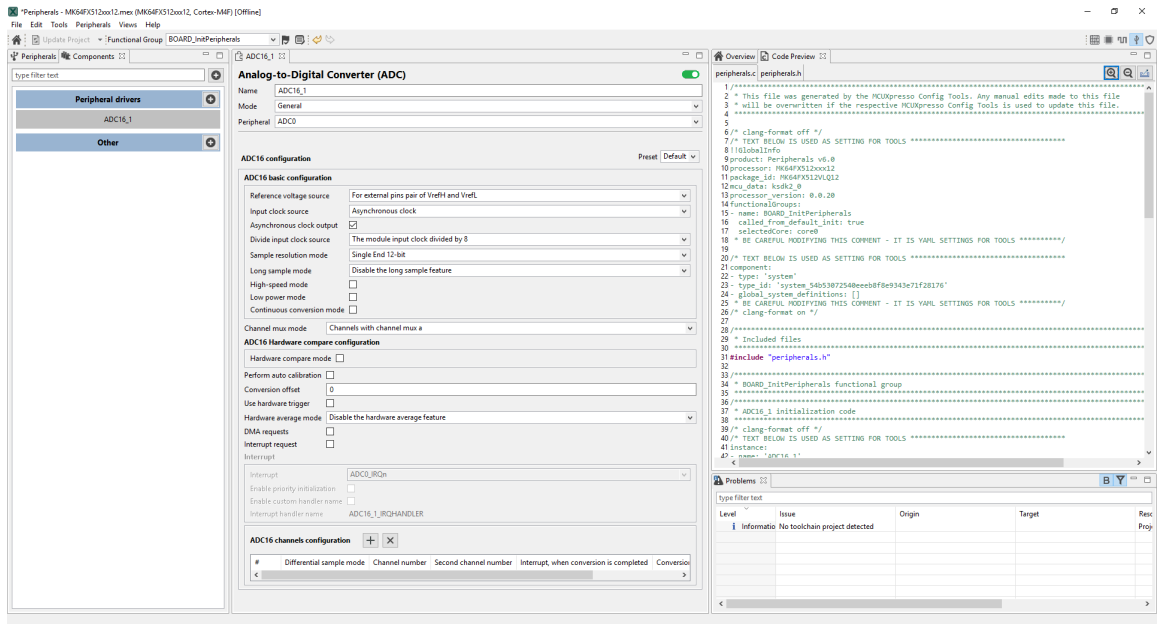 *Peripherals - MK64FX512xxx12.mex (MK64FX512xxx12, Cortex-M4F) [Offline]
File Edit Tools Peripherals Views Help
Update Project Functional Group BOARD_InitPeripherals
Peripherals Components
type filter text
Peripheral drivers
ADC16_1
Other
ADC16_1
Analog-to-Digital Converter (ADC)
Name ADC16_1
Mode General
Peripheral ADC0
ADC16 configuration Preset Default
ADC16 basic configuration
Reference voltage source For external pins pair of VrefH and VrefL
Input clock source Asynchronous clock
Asynchronous clock output
Divide input clock source The module input clock divided by 8
Sample resolution mode Single End 12-bit
Long sample mode Disable the long sample feature
High-speed mode
Low power mode
Continuous conversion mode
Channel mux mode Channels with channel mux a
ADC16 Hardware compare configuration
Hardware compare mode
Perform auto calibration
Conversion offset 0
Use hardware trigger
Hardware average mode Disable the hardware average feature
DMA requests
Interrupt request
Interrupt
Interrupt ADC0_IRQn
Enable priority initialization
Enable custom handler name
Interrupt handler name ADC16_1_IRQHANDLER
ADC16 channels configuration
# Differential sample mode Channel number Second channel number Interrupt, when conversion is completed Conversion
Overview Code Preview
peripherals.c peripherals.h
1 /***********************************************************************
2 * This file was generated by the MCUXpresso Config Tools. Any manual edits made to this file
3 * will be overwritten if the respective MCUXpresso Config Tools is used to update this file.
4 ***********************************************************************
5
6 /* clang-format off */
7 /* TEXT BELOW IS USED AS SETTING FOR TOOLS *************************************
8 !!GlobalInfo
9 product: Peripherals v6.0
10 processor: MK64FX512xxx12
11 package_id: MK64FX512VLQ12
12 mcu_data: ksdk2_0
13 processor_version: 0.0.20
14 functionalGroups:
15 - name: BOARD_InitPeripherals
16 called_from_default_init: true
17 selectedCore: core0
18 * BE CAREFUL MODIFYING THIS COMMENT - IT IS YAML SETTINGS FOR TOOLS **********/
19
20 /* TEXT BELOW IS USED AS SETTING FOR TOOLS *************************************
21 component:
22 - type: 'system'
23 - type_id: 'system_54b53072540eeeb8f8e9343e71f28176'
24 - global_system_definitions: []
25 * BE CAREFUL MODIFYING THIS COMMENT - IT IS YAML SETTINGS FOR TOOLS **********/
26 /* clang-format on */
27
28 /***********************************************************************
29 * Included files
30 ***********************************************************************
31 #include "peripherals.h"
32
33 /***********************************************************************
34 * BOARD_InitPeripherals functional group
35 ***********************************************************************
36 /***********************************************************************
37 * ADC16_1 initialization code
38 ***********************************************************************
39 /* clang-format off */
40 /* TEXT BELOW IS USED AS SETTING FOR TOOLS *************************************
41 instance:
42 - name: 'ADC16_1'
Problems
type filter text
Level Issue Origin Target Reso
Informatio No toolchain project detected Proj